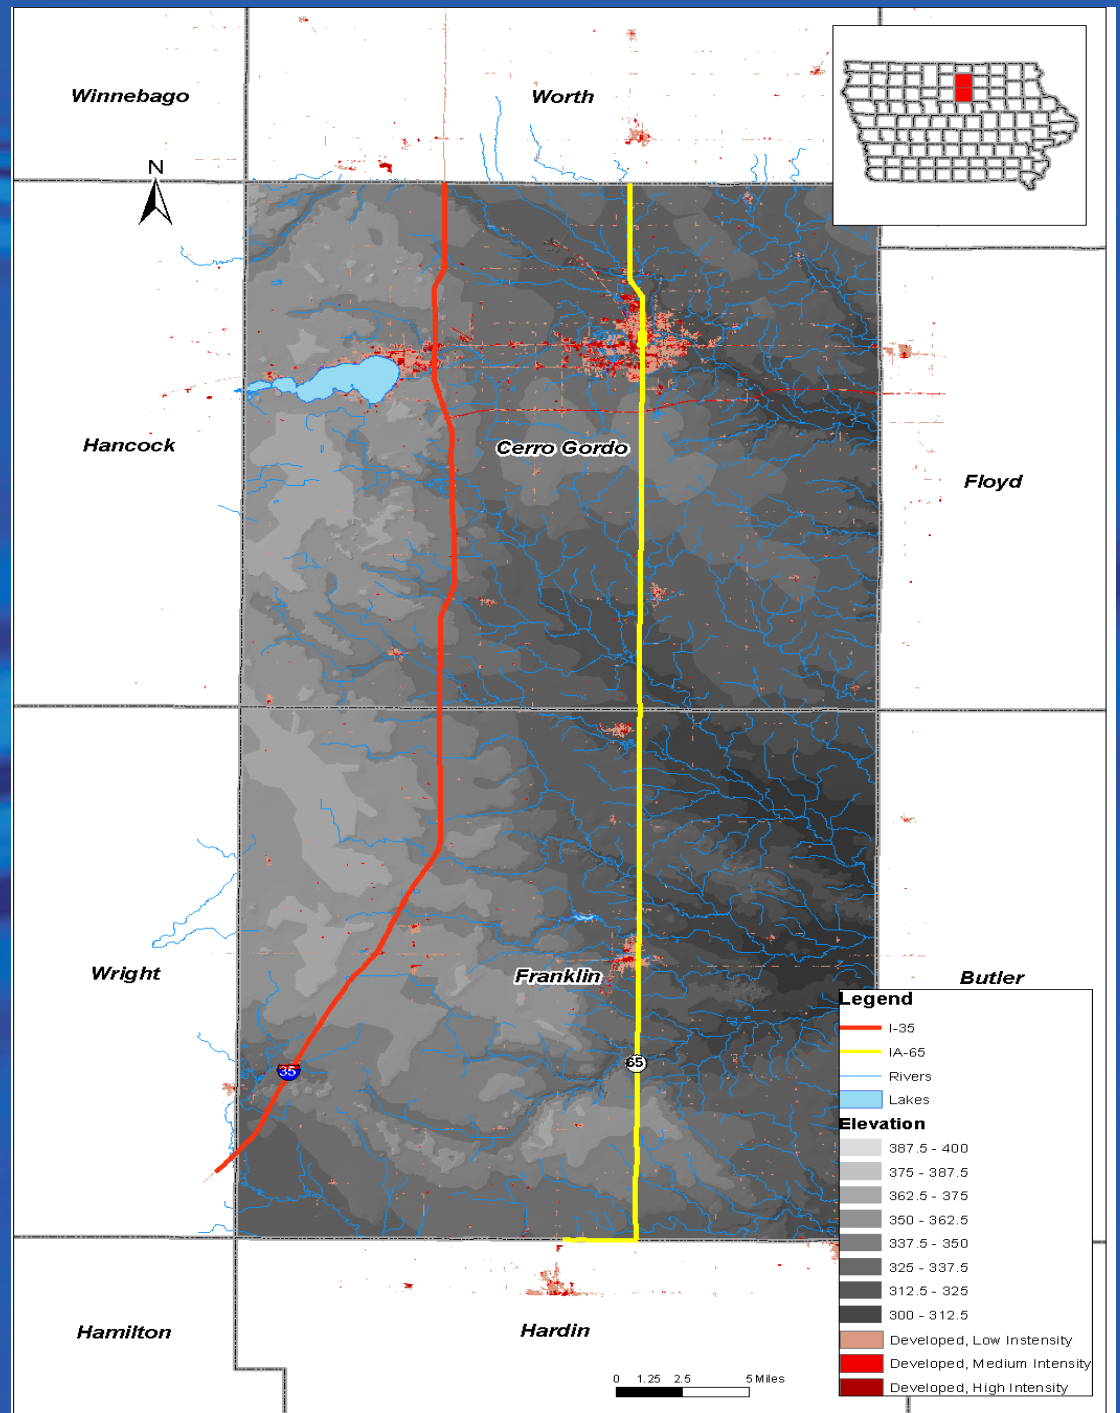 Winnebago
Worth
N
Hancock
Cerro Gordo
Floyd
Wright
Franklin
Butler
35
65
Hamilton
Hardin
Legend
I-35
IA-65
Rivers
Lakes
Elevation
387.5 - 400
375 - 387.5
362.5 - 375
350 - 362.5
337.5 - 350
325 - 337.5
312.5 - 325
300 - 312.5
Developed, Low Instensity
Developed, Medium Intensity
Developed, High Intensity
0 1.25 2.5 5 Miles